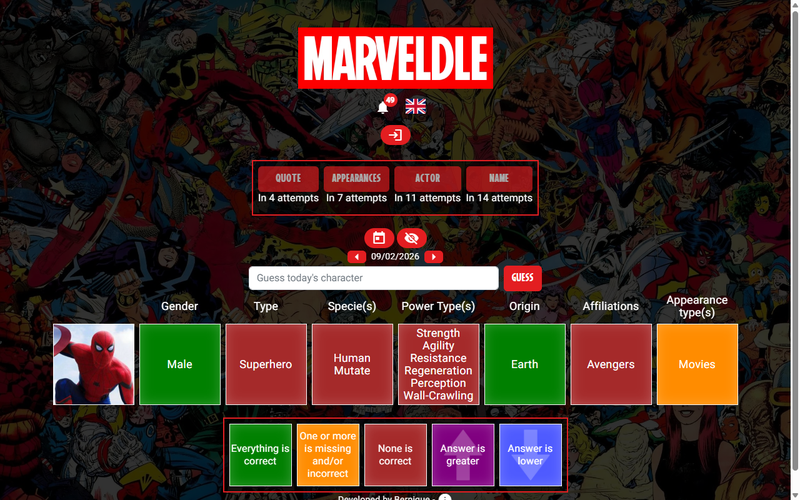 MARVELDLE
49
QUOTE APPEARANCES ACTOR NAME
In 4 attempts In 7 attempts In 11 attempts In 14 attempts
09/02/2026
Guess today's character GUESS
Gender Type Specie(s) Power Type(s) Origin Affiliations Appearance
type(s)
Male
Superhero
Human
Mutate
Strength
Agility
Resistance
Regeneration
Perception
Wall-Crawling
Earth
Avengers
Movies
Everything is
correct
One or more
is missing
and/or
incorrect
None is
correct
Answer is
greater
Answer is
lower
Developed by Bernique -